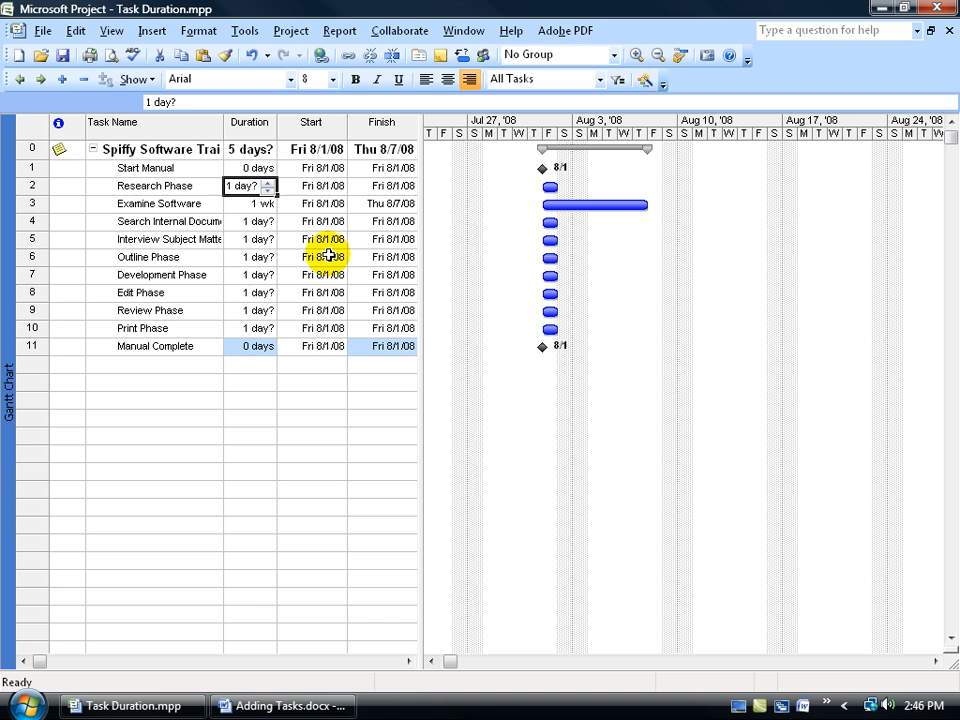 Microsoft Project - Task Duration.mpp
File Edit View Insert Format Tools Project Report Collaborate Window Help Adobe PDF
Type a question for help
No Group
Show Arial 8 B I U All Tasks
1 day?
Task Name Duration Start Finish
Jul 27, '08 Aug 3, '08 Aug 10, '08 Aug 17, '08 Aug 24, '08
T F S S M T W T F S S M T W T F S S M T W T F S S M T W T F S S M T
0 Spiffy Software Trai 5 days? Fri 8/1/08 Thu 8/7/08
1 Start Manual 0 days Fri 8/1/08 Fri 8/1/08 8/1
2 Research Phase 1 day? Fri 8/1/08 Fri 8/1/08
3 Examine Software 1 wk Fri 8/1/08 Thu 8/7/08
4 Search Internal Docum 1 day? Fri 8/1/08 Fri 8/1/08
5 Interview Subject Matte 1 day? Fri 8/1/08 Fri 8/1/08
6 Outline Phase 1 day? Fri 8/1/08 Fri 8/1/08
7 Development Phase 1 day? Fri 8/1/08 Fri 8/1/08
8 Edit Phase 1 day? Fri 8/1/08 Fri 8/1/08
9 Review Phase 1 day? Fri 8/1/08 Fri 8/1/08
10 Print Phase 1 day? Fri 8/1/08 Fri 8/1/08
11 Manual Complete 0 days Fri 8/1/08 Fri 8/1/08 8/1
Gantt Chart
Ready
Task Duration.mpp Adding Tasks.docx - ... 2:46 PM